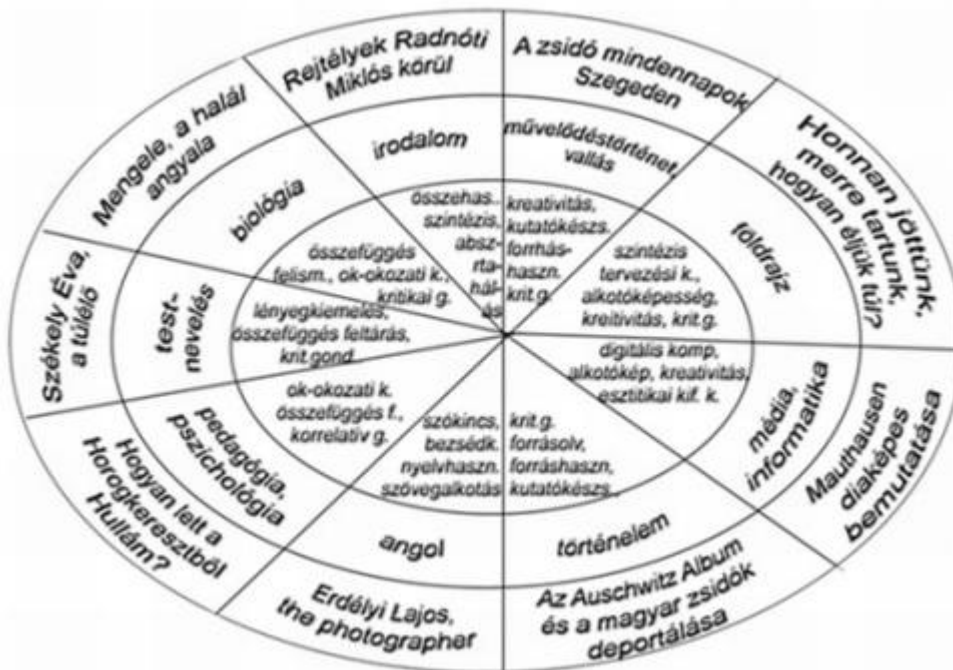 Rejtélyek Radnóti
Miklós körül
irodalom
összehas.,
szintézis,
absz-
rta-
hál-
ás
A zsidó mindennapok
Szegeden
művelődéstörténet,
vallás
kreativitás,
kutatókészs.
forrhás-
haszn.
krit.g.
Honnan jöttünk,
merre tartunk,
hogyan éljük túl?
földrajz
szintézis
tervezési k.,
alkotóképesség,
kreitivitás, krit.g.
Mauthausen
diaképes
bemutatása
média,
informatika
digitális komp,
alkotókép, kreativitás,
esztitikai kif. k.
Az Auschwitz Album
és a magyar zsidók
deportálása
történelem
krit.g.
forrásolv,
forráshaszn,
kutatókészs.,
Erdélyi Lajos,
the photographer
angol
szókincs,
bezsédk.
nyelvhaszn.
szövegalkotás
Hogyan lett a
Horogkeresztből
Hullám?
pedagógia,
pszichológia
ok-okozati k.
összefüggés f.,
korrelatív g.
Székely Éva,
a túlélő
test-
nevelés
lényegkiemelés,
összefüggés feltárás,
krit.gond.
Mengele, a halál
angyala
biológia
összefüggés
felism., ok-okozati k.,
kritikai g.